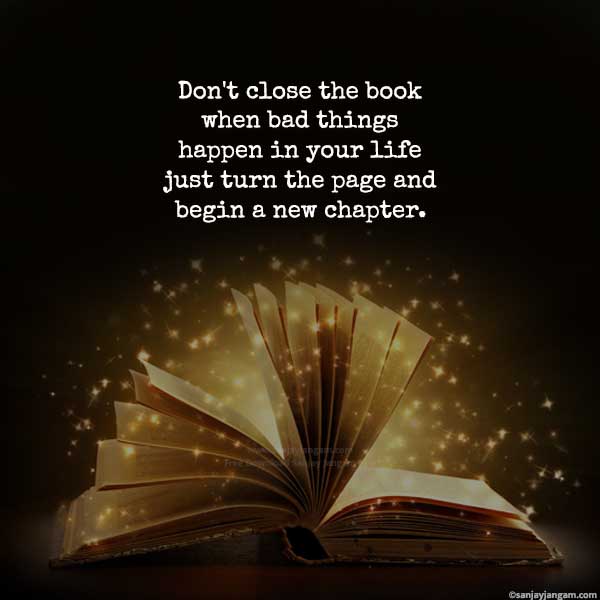 Don't close the book
when bad things
happen in your life
just turn the page and
begin a new chapter.
©sanjayjangam.com